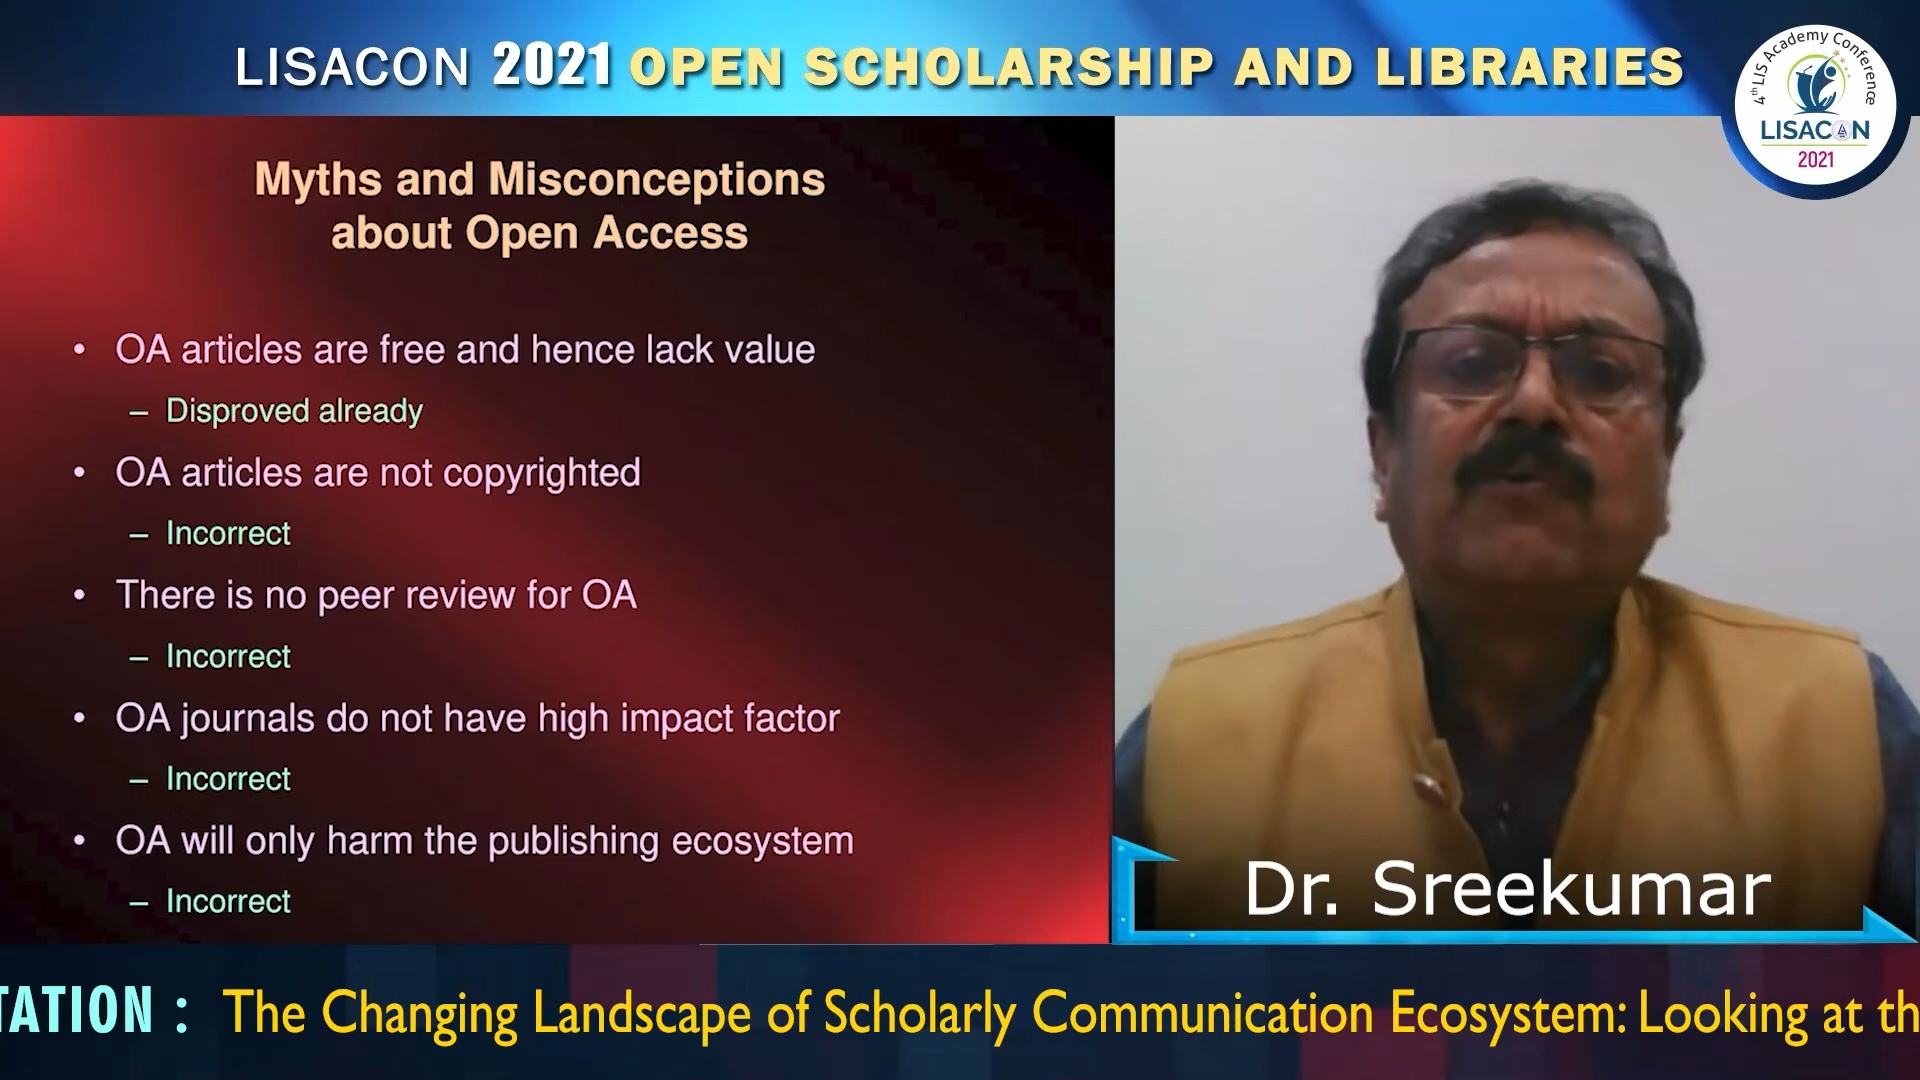 LISACON 2021 OPEN SCHOLARSHIP AND LIBRARIES
4th LIS Academy Conference
LISACON
2021
Myths and Misconceptions
about Open Access
• OA articles are free and hence lack value
– Disproved already
• OA articles are not copyrighted
– Incorrect
• There is no peer review for OA
– Incorrect
• OA journals do not have high impact factor
– Incorrect
• OA will only harm the publishing ecosystem
– Incorrect
Dr. Sreekumar
TATION : The Changing Landscape of Scholarly Communication Ecosystem: Looking at th